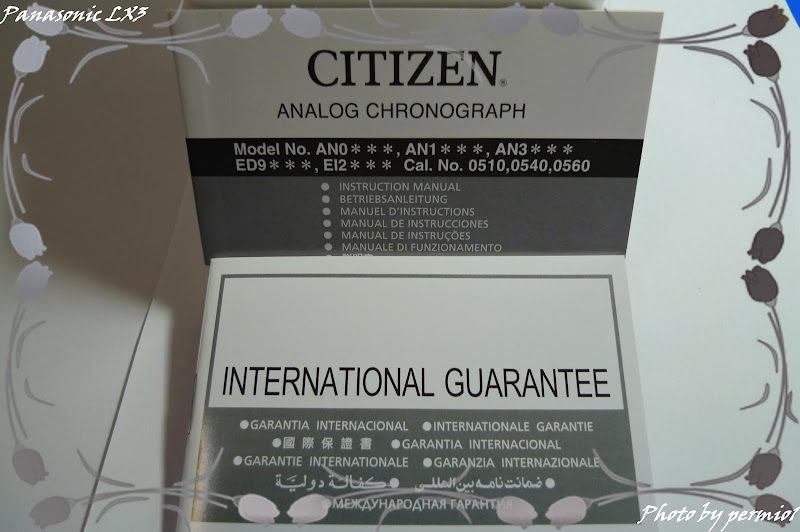 Panasonic LX3
CITIZEN®
ANALOG CHRONOGRAPH
Model No. AN0＊＊＊, AN1＊＊＊, AN3＊＊＊
ED9＊＊＊, EI2＊＊＊ Cal. No. 0510,0540,0560
● INSTRUCTION MANUAL
● BETRIEBSANLEITUNG
● MANUEL D'INSTRUCTIONS
● MANUAL DE INSTRUCCIONES
● MANUAL DE INSTRUÇÕES
● MANUALE DI FUNZIONAMENTO
INTERNATIONAL GUARANTEE
●GARANTIA INTERNACIONAL ●INTERNATIONALE GARANTIE
●國際保證書 ●GARANTIA INTERNACIONAL
●GARANTIE INTERNATIONALE ●GARANZIA INTERNAZIONALE
● ضمانت نامه بین المللی ● كفالة دولية
●МЕЖДУНАРОДНАЯ ГАРАНТИЯ
Photo by permiol